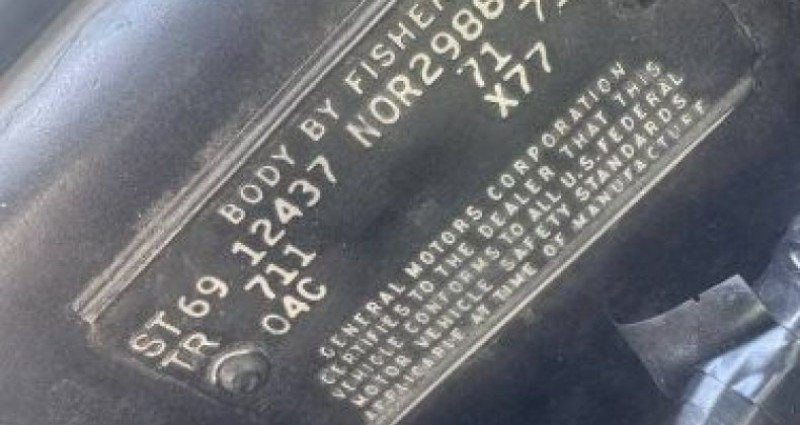 BODY BY FISHER
ST 69 12437 NOR2988
TR 711 71 71
04C X77
GENERAL MOTORS CORPORATION
CERTIFIES TO THE DEALER THAT THIS
VEHICLE CONFORMS TO ALL U.S. FEDERAL
MOTOR VEHICLE SAFETY STANDARDS
APPLICABLE AT TIME OF MANUFACTURE